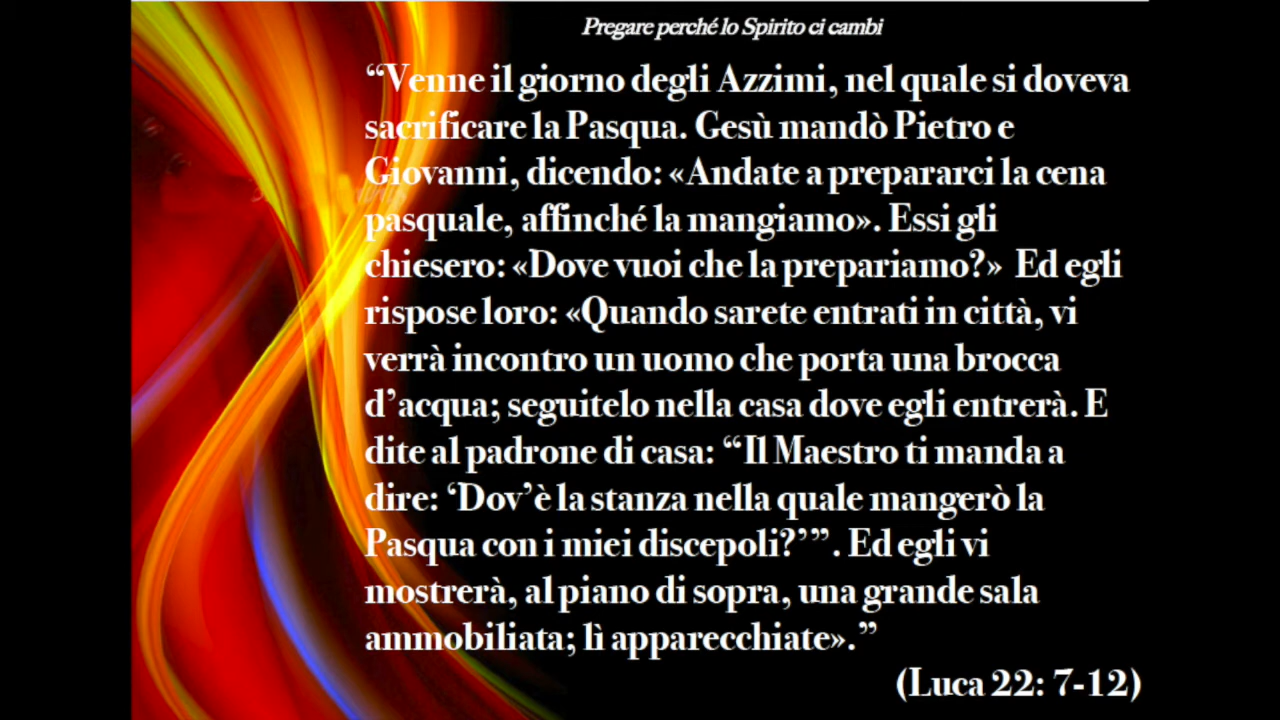 Pregare perché lo Spirito ci cambi
“Venne il giorno degli Azzimi, nel quale si doveva
sacrificare la Pasqua. Gesù mandò Pietro e
Giovanni, dicendo: «Andate a prepararci la cena
pasquale, affinché la mangiamo». Essi gli
chiesero: «Dove vuoi che la prepariamo?» Ed egli
rispose loro: «Quando sarete entrati in città, vi
verrà incontro un uomo che porta una brocca
d’acqua; seguitelo nella casa dove egli entrerà. E
dite al padrone di casa: “Il Maestro ti manda a
dire: ‘Dov’è la stanza nella quale mangerò la
Pasqua con i miei discepoli?’”. Ed egli vi
mostrerà, al piano di sopra, una grande sala
ammobiliata; lì apparecchiate».”
(Luca 22: 7-12)